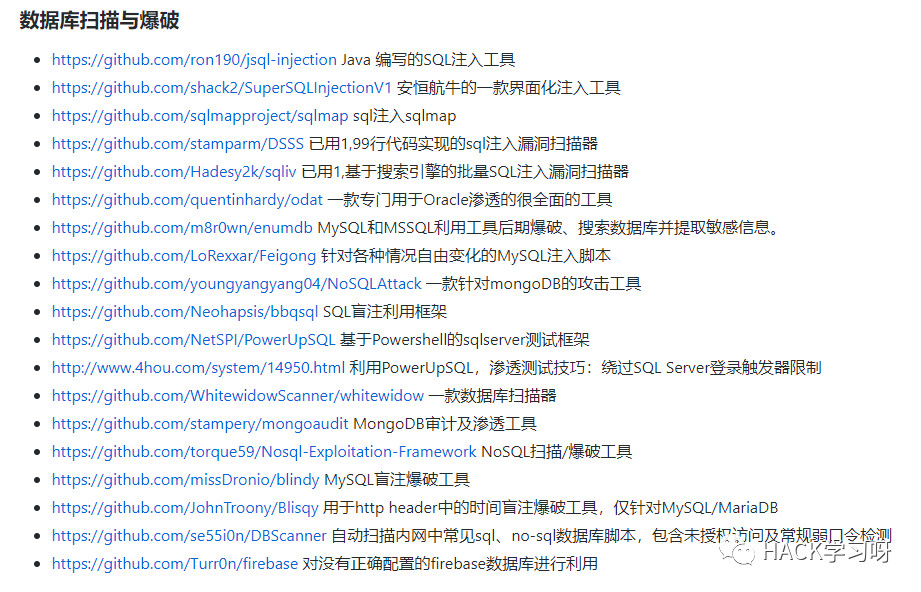 数据库扫描与爆破
https://github.com/ron190/jsql-injection Java 编写的SQL注入工具
https://github.com/shack2/SuperSQLInjectionV1 安恒航牛的一款界面化注入工具
https://github.com/sqlmapproject/sqlmap sql注入sqlmap
https://github.com/stamparm/DSSS 已用1,99行代码实现的sql注入漏洞扫描器
https://github.com/Hadesy2k/sqliv 已用1,基于搜索引擎的批量SQL注入漏洞扫描器
https://github.com/quentinhardy/odat 一款专门用于Oracle渗透的很全面的工具
https://github.com/m8r0wn/enumdb MySQL和MSSQL利用工具后期爆破、搜索数据库并提取敏感信息。
https://github.com/LoRexxar/Feigong 针对各种情况自由变化的MySQL注入脚本
https://github.com/youngyangyang04/NoSQLAttack 一款针对mongoDB的攻击工具
https://github.com/Neohapsis/bbqsql SQL盲注利用框架
https://github.com/NetSPI/PowerUpSQL 基于Powershell的sqlserver测试框架
http://www.4hou.com/system/14950.html 利用PowerUpSQL，渗透测试技巧：绕过SQL Server登录触发器限制
https://github.com/WhitewidowScanner/whitewidow 一款数据库扫描器
https://github.com/stampery/mongoaudit MongoDB审计及渗透工具
https://github.com/torque59/Nosql-Exploitation-Framework NoSQL扫描/爆破工具
https://github.com/missDronio/blindy MySQL盲注爆破工具
https://github.com/JohnTroony/Blisqy 用于http header中的时间盲注爆破工具，仅针对MySQL/MariaDB
https://github.com/se55i0n/DBScanner 自动扫描内网中常见sql、no-sql数据库脚本，包含未授权访问及常规弱口令检测
HACK学习呀
https://github.com/Turr0n/firebase 对没有正确配置的firebase数据库进行利用